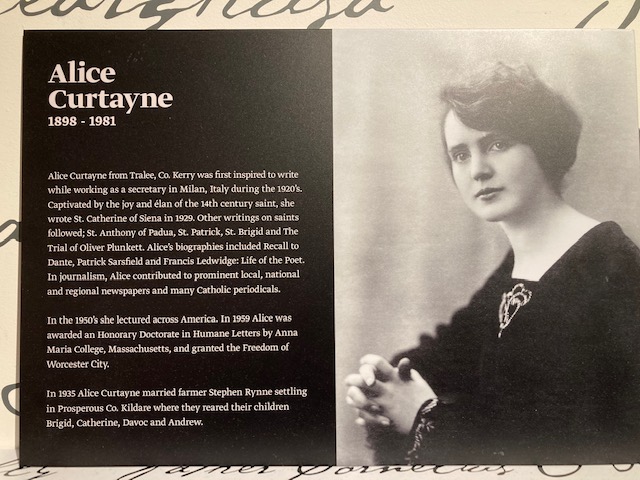 Alice
Curtayne
1898 - 1981
Alice Curtayne from Tralee, Co. Kerry was first inspired to write
while working as a secretary in Milan, Italy during the 1920's.
Captivated by the joy and élan of the 14th century saint, she
wrote St. Catherine of Siena in 1929. Other writings on saints
followed; St. Anthony of Padua, St. Patrick, St. Brigid and The
Trial of Oliver Plunkett. Alice's biographies included Recall to
Dante, Patrick Sarsfield and Francis Ledwidge: Life of the Poet.
In journalism, Alice contributed to prominent local, national
and regional newspapers and many Catholic periodicals.
In the 1950's she lectured across America. In 1959 Alice was
awarded an Honorary Doctorate in Humane Letters by Anna
Maria College, Massachusetts, and granted the Freedom of
Worcester City.
In 1935 Alice Curtayne married farmer Stephen Rynne settling
in Prosperous Co. Kildare where they reared their children
Brigid, Catherine, Davoc and Andrew.